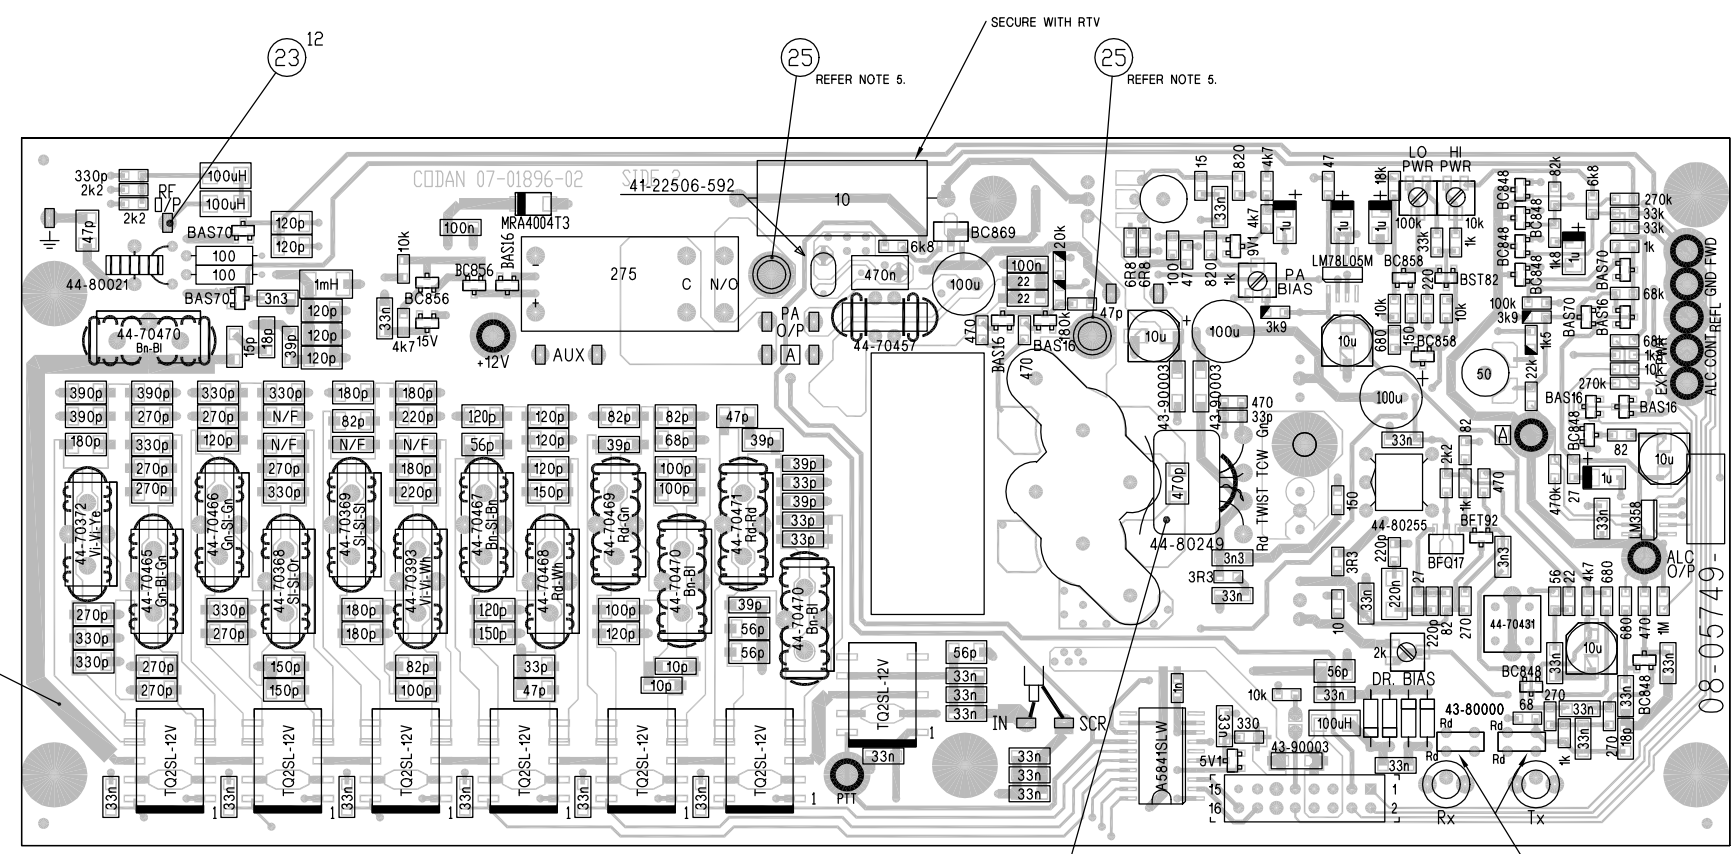 23
12
25
REFER NOTE 5.
SECURE WITH RTV
25
REFER NOTE 5.
CODAN 07-01896-02 SIDE 2
41-22506-592
10
330p
2k2
2k2
47p
100uH
100uH
RF
O/P
BAS70
120p
120p
100
100
44-80021
BAS70
3n3
1mH
120p
120p
120p
44-70470
Bn-Bl
15p
18p
39p
10k
33n
4k7
BC856
15V
BC856
BAS16
100n
MRA4004T3
275
-
+
C
N/O
+12V
AUX
PA
O/P
A
6k8
470n
44-70457
BC869
100u
100n
22
22
120k
180k
47p
470
BAS16
BAS16
470
10u
100u
6R8
6R8
100
47
820
15
33n
820
9V1
1k
4k7
4k7
1u
47
1u
18k
1u
LO
PWR
HI
PWR
100k
10k
33k
1k
LM78L05M
BC858
BST82
PA
BIAS
3k9
10u
10k
220
10k
680
150
BC858
100u
50
BC848
BC848
BC848
BC848
82k
6k8
1k8
1u
270k
33k
33k
1k
BAS70
68k
BAS70
BAS16
100k
3k9
1k5
22k
68k
1k8
10k
270k
BAS16
BAS16
BC848
82
10u
FWD
GND
REFL
CONT
ALC
A
43-90003
43-90003
470
33p
Rd TWIST TCW Gn
470p
44-80249
3n3
3R3
33n
33n
44-80255
2k2
82
1k
470
BFT92
BFQ17
150
3R3
10
220p
220n
33n
27
220p
82
270
3n3
470k
27
1u
33n
LM358
ALC
O/P
44-70431
56
22
4k7
680
680
470
1M
10u
33n
33n
33n
BC848
BC848
08-05749-
390p
390p
180p
390p
270p
330p
270p
270p
330p
270p
120p
330p
N/F
N/F
270p
330p
180p
82p
N/F
180p
220p
N/F
180p
220p
120p
56p
120p
120p
120p
150p
82p
39p
82p
68p
100p
100p
47p
39p
39p
33p
39p
33p
33p
44-70372
Vi-Vi-Ye
44-70465
Gn-Bl-Gn
44-70466
Gn-Sl-Gn
44-70368
Sl-Sl-Or
44-70369
Sl-Sl-Sl
44-70393
Vi-Vi-Wh
44-70467
Bn-Sl-Bn
44-70468
Rd-Wh
44-70469
Rd-Gn
44-70470
Bn-Bl
44-70471
Rd-Rd
44-70470
Bn-Bl
270p
330p
330p
270p
270p
330p
270p
150p
150p
180p
180p
82p
100p
120p
150p
33p
47p
100p
120p
10p
10p
39p
56p
56p
TQ2SL-12V
TQ2SL-12V
TQ2SL-12V
TQ2SL-12V
TQ2SL-12V
TQ2SL-12V
TQ2SL-12V
33n
1
33n
1
33n
1
33n
1
33n
1
33n
1
1
33n
PTT
56p
33n
33n
33n
IN
SCR
33n
33n
33n
A5841SLW
1n
33n
330
5V1
10k
43-90003
56p
33n
100uH
2k
DR. BIAS
33n
15
16
1
2
43-80000
Rd
Rd
Rd
Rd
Rx
Tx
68
270
33n
1k
33n
270
18p